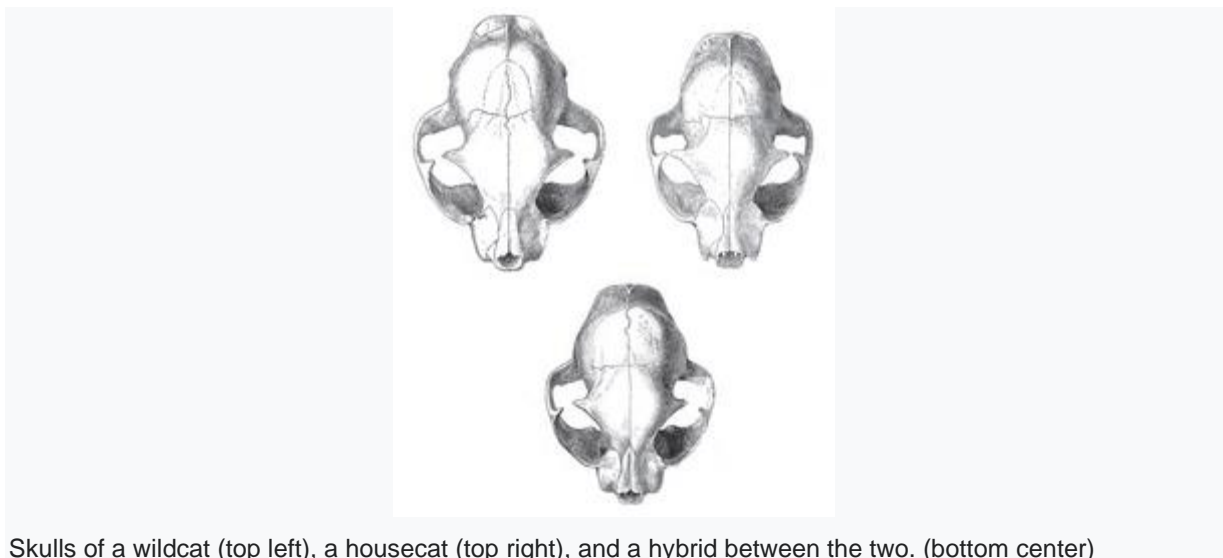 Skulls of a wildcat (top left), a housecat (top right), and a hybrid between the two. (bottom center)